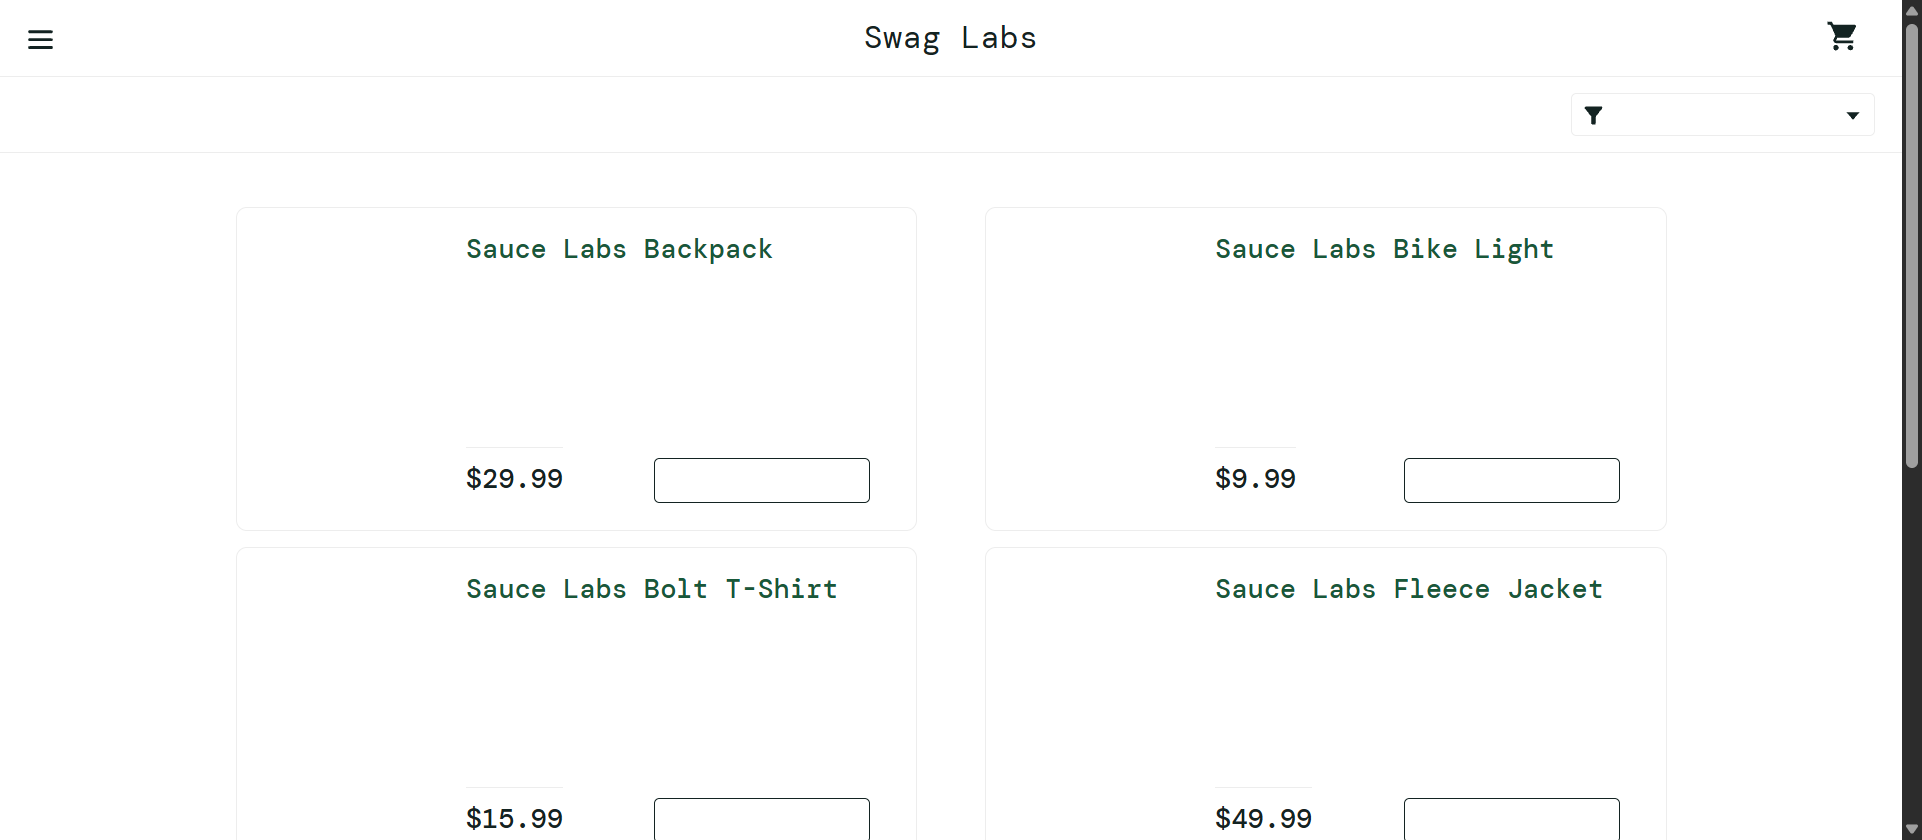 Swag Labs
Sauce Labs Backpack
$29.99
Sauce Labs Bike Light
$9.99
Sauce Labs Bolt T-Shirt
$15.99
Sauce Labs Fleece Jacket
$49.99